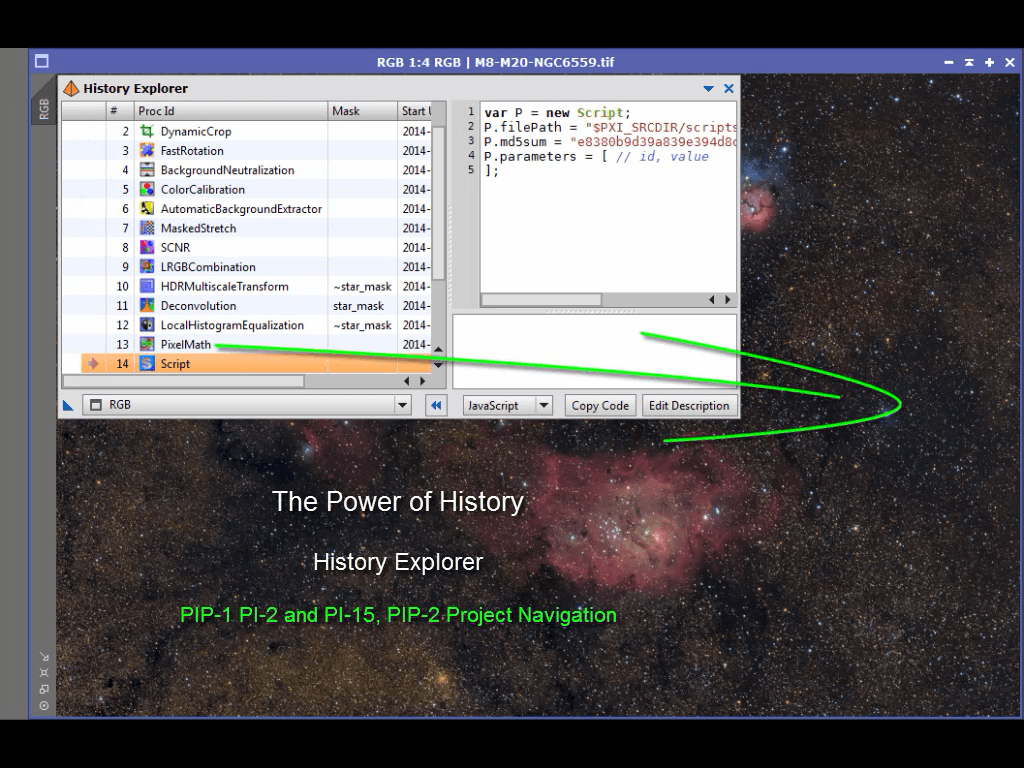 RGB 1:4 RGB | M8-M20-NGC6559.tif
RGB
History Explorer
# Proc Id Mask Start U
2 DynamicCrop 2014-
3 FastRotation 2014-
4 BackgroundNeutralization 2014-
5 ColorCalibration 2014-
6 AutomaticBackgroundExtractor 2014-
7 MaskedStretch 2014-
8 SCNR 2014-
9 LRGBCombination 2014-
10 HDRMultiscaleTransform ~star_mask 2014-
11 Deconvolution star_mask 2014-
12 LocalHistogramEqualization ~star_mask 2014-
13 PixelMath 2014-
14 Script
1 var P = new Script;
2 P.filePath = "$PXI_SRCDIR/scripts
3 P.md5sum = "e8380b9d39a839e394d8c
4 P.parameters = [ // id, value
5 ];
RGB
JavaScript Copy Code Edit Description
The Power of History
History Explorer
PIP-1 PI-2 and PI-15, PIP-2 Project Navigation